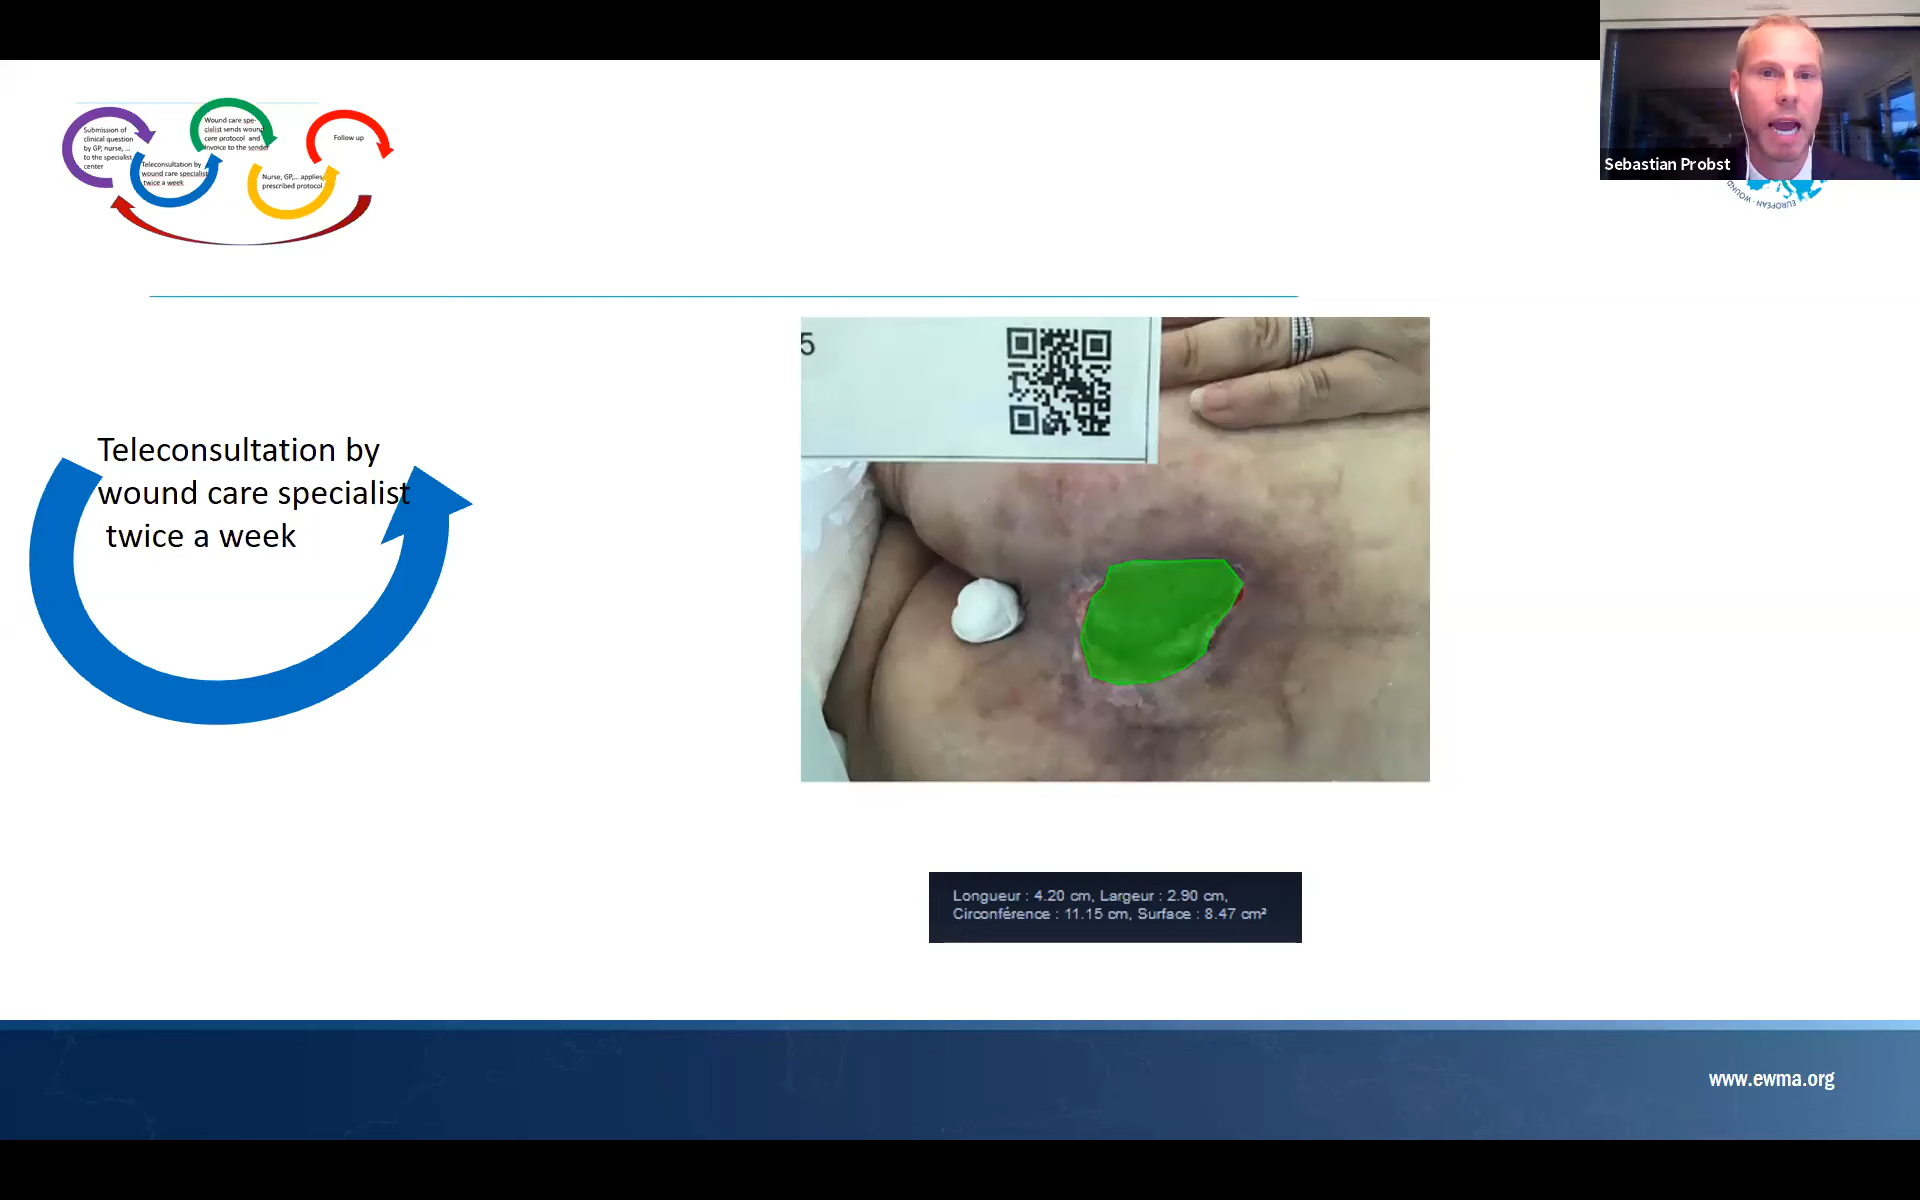 Submission of
clinical question
by GP, nurse, ...
to the specialist
center
Teleconsultation by
wound care specialist
twice a week
Wound care spe-
cialist sends wound
care protocol and
invoice to the sender
Nurse, GP,... applies
prescribed protocol
Follow up
Sebastian Probst
EUROPEAN · WOUND
Teleconsultation by
wound care specialist
twice a week
5
Longueur : 4.20 cm, Largeur : 2.90 cm,
Circonférence : 11.15 cm, Surface : 8.47 cm²
www.ewma.org